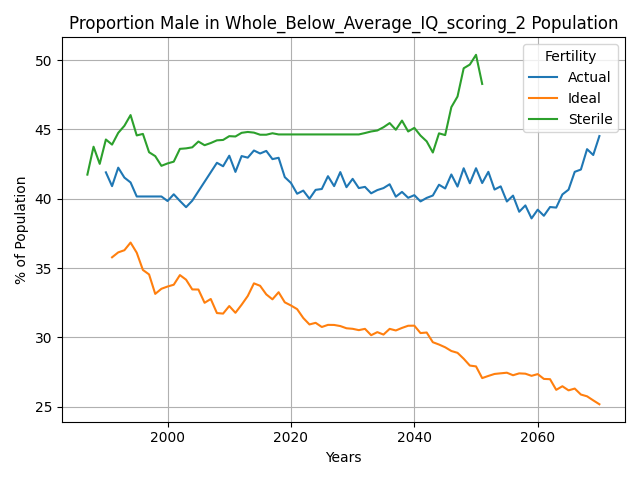 Proportion Male in Whole_Below_Average_IQ_scoring_2 Population
Fertility
Actual
Ideal
Sterile
% of Population
50
45
40
35
30
25
2000
2020
2040
2060
Years